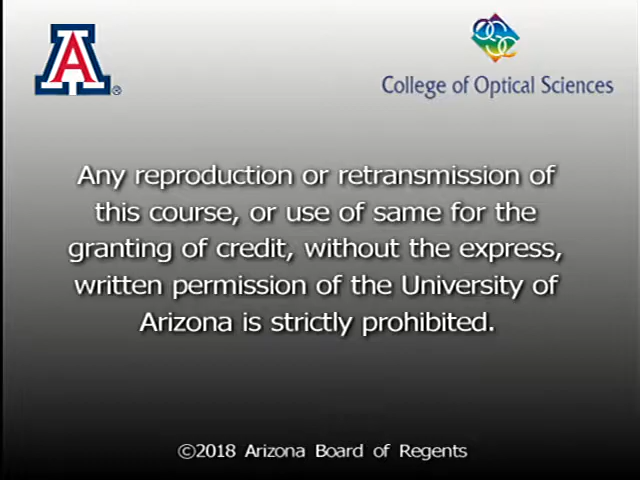 A®
College of Optical Sciences
Any reproduction or retransmission of
this course, or use of same for the
granting of credit, without the express,
written permission of the University of
Arizona is strictly prohibited.
©2018 Arizona Board of Regents